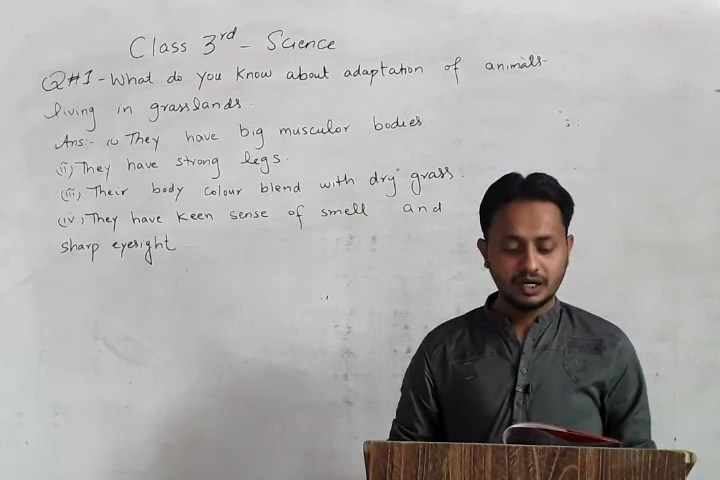 Class 3rd - Science
Q#1 - What do you know about adaptation of animals
living in grasslands.
Ans:- (i) They have big musculor bodies.
(ii) They have strong legs.
(iii) Their body colour blend with dry grass.
(iv) They have keen sense of smell and
sharp eyesight